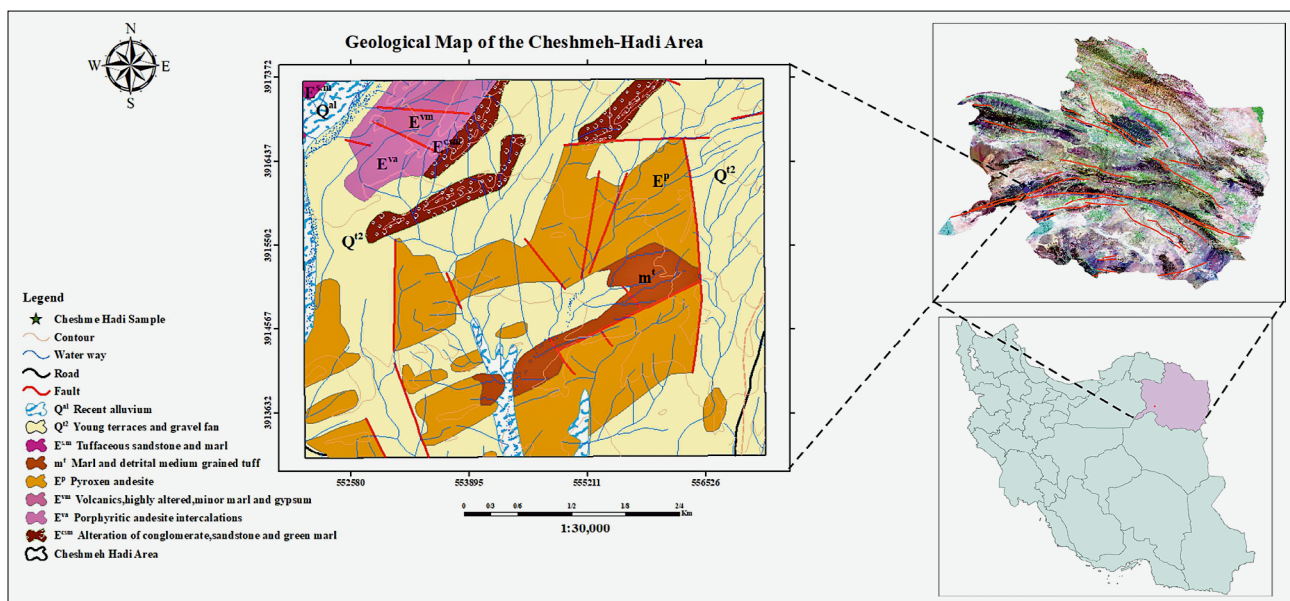 Geological Map of the Cheshmeh-Hadi Area
N
W
E
S
3917372
3916437
3915502
3914567
3913632
Qal
Evm
Eva
Ep
Qt2
Qt2
mt
552580
553895
555211
556526
0 0/3 0/6 1/2 1/8 2/4
Km
1:30,000
Legend
Cheshme Hadi Sample
Contour
Water way
Road
Fault
Qal Recent alluvium
Qt2 Young terraces and gravel fan
Es.m Tuffaceous sandstone and marl
mt Marl and detrital medium grained tuff
Ep Pyroxen andesite
Evm Volcanics,highly altered,minor marl and gypsum
Eva Porphyritic andesite intercalations
Ecsm Alteration of conglomerate,sandstone and green marl
Cheshmeh Hadi Area